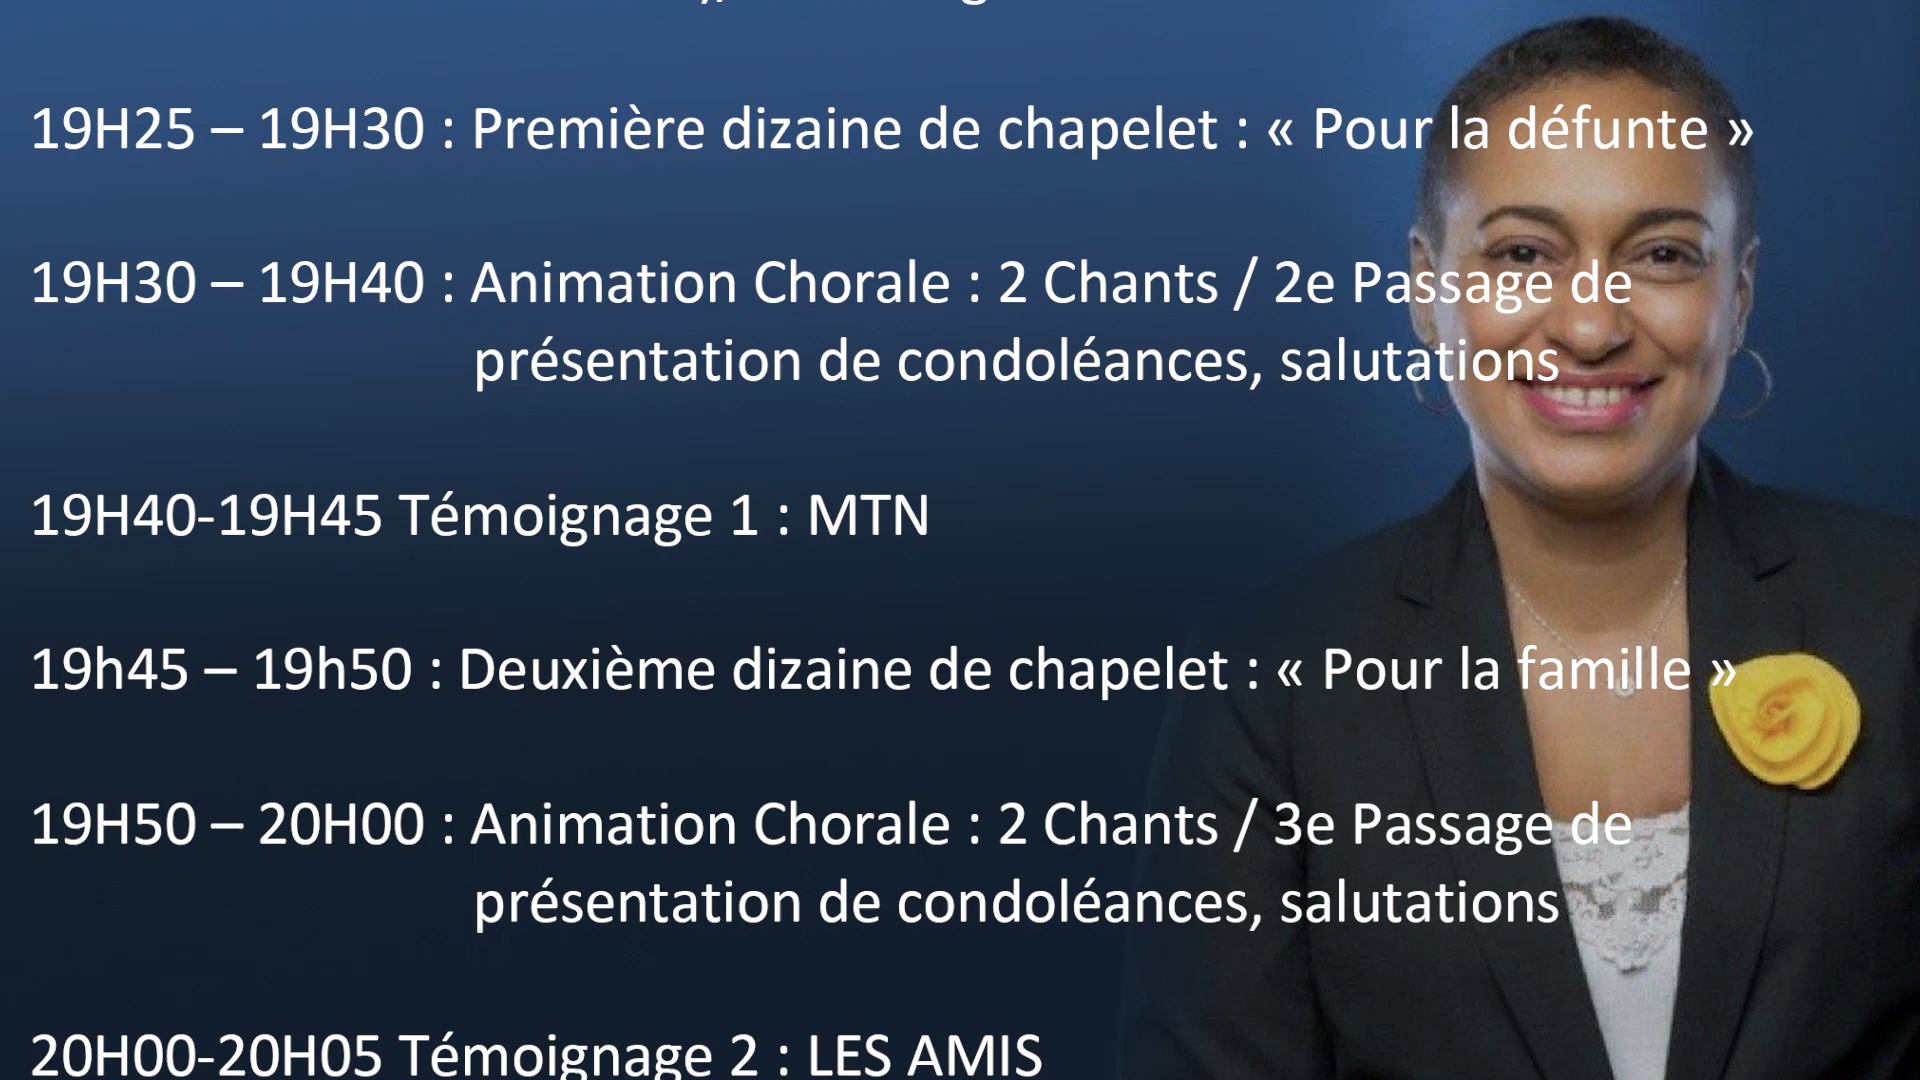 19H25 – 19H30 : Première dizaine de chapelet : « Pour la défunte »
19H30 – 19H40 : Animation Chorale : 2 Chants / 2e Passage de
présentation de condoléances, salutations
19H40-19H45 Témoignage 1 : MTN
19h45 – 19h50 : Deuxième dizaine de chapelet : « Pour la famille »
19H50 – 20H00 : Animation Chorale : 2 Chants / 3e Passage de
présentation de condoléances, salutations
20H00-20H05 Témoignage 2 : LES AMIS